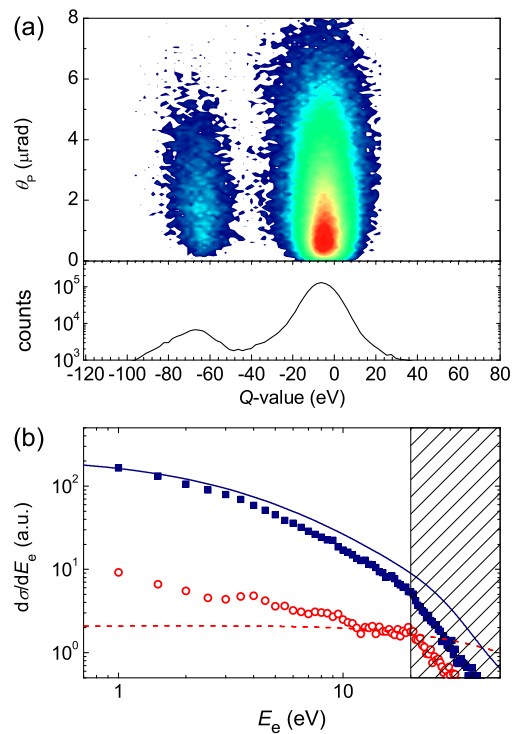 (a)
8
6
4
2
0
θP (μrad)
10^5
10^4
10^3
counts
-120 -100 -80 -60 -40 -20 0 20 40 60 80
Q-value (eV)
(b)
10^2
10^1
10^0
dσ/dEe (a.u.)
1 10
Ee (eV)